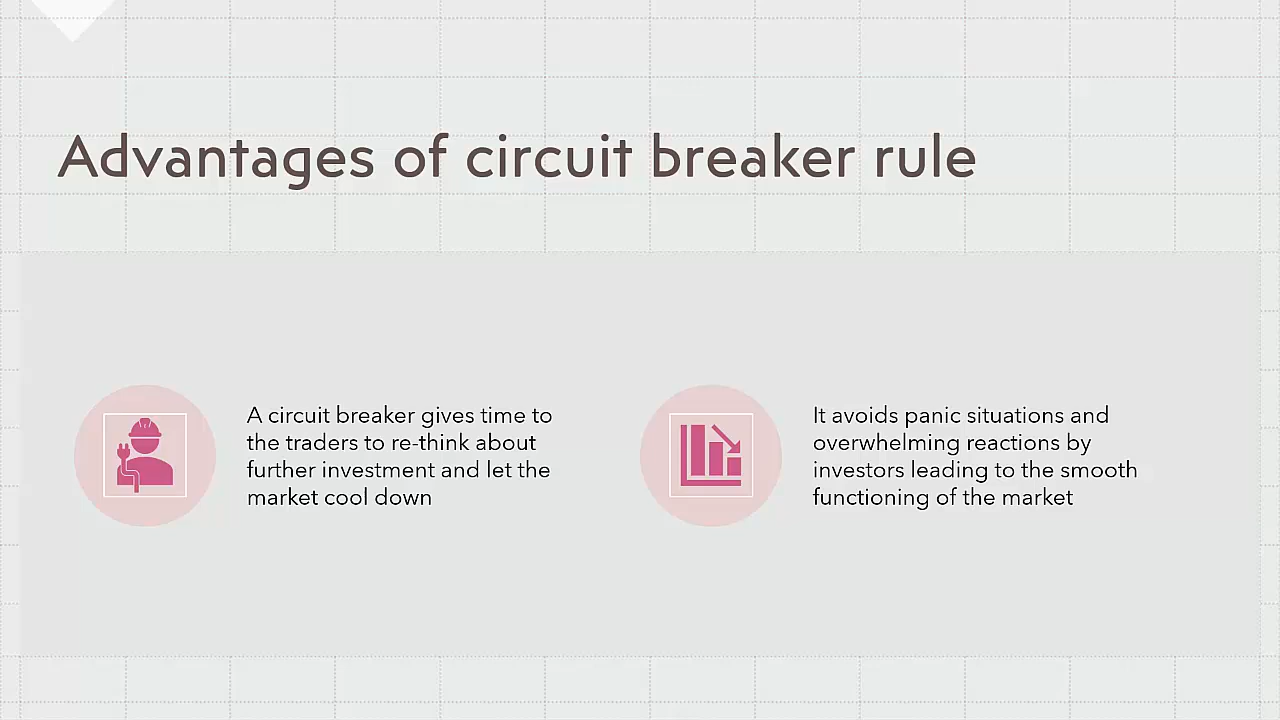 Advantages of circuit breaker rule
A circuit breaker gives time to
the traders to re-think about
further investment and let the
market cool down
It avoids panic situations and
overwhelming reactions by
investors leading to the smooth
functioning of the market